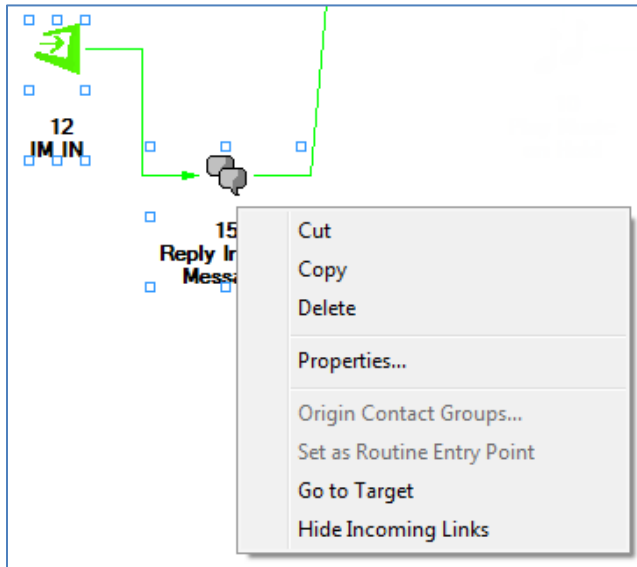 12
IM_IN
15
Reply
Cut
Copy
Delete
Properties...
Origin Contact Groups...
Set as Routine Entry Point
Go to Target
Hide Incoming Links